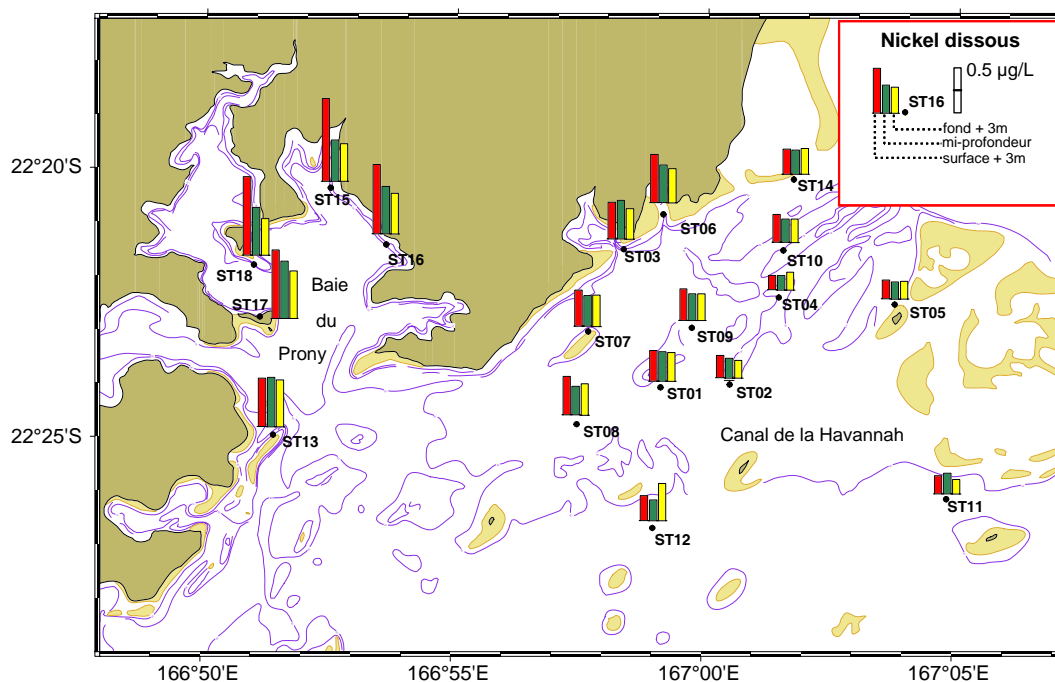 Nickel dissous
0.5 µg/L
ST16
fond + 3m
mi-profondeur
surface + 3m
22°20'S
22°25'S
ST15
ST14
ST06
ST16
ST03
ST10
ST18
Baie
ST04
ST17
ST05
du
ST07
ST09
Prony
ST01
ST02
ST08
ST13
Canal de la Havannah
ST11
ST12
166°50'E
166°55'E
167°00'E
167°05'E